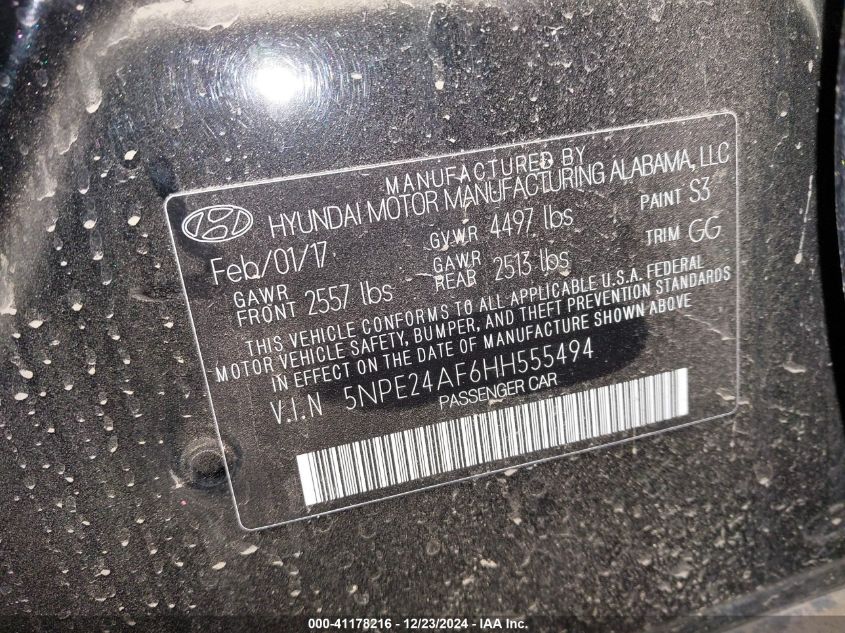 MANUFACTURED BY
HYUNDAI MOTOR MANUFACTURING ALABAMA, LLC
Feb/01/17 GVWR 4497 lbs PAINT S3
GAWR FRONT 2557 lbs GAWR REAR 2513 lbs TRIM GG
THIS VEHICLE CONFORMS TO ALL APPLICABLE U.S.A. FEDERAL
MOTOR VEHICLE SAFETY, BUMPER, AND THEFT PREVENTION STANDARDS
IN EFFECT ON THE DATE OF MANUFACTURE SHOWN ABOVE
V.I.N 5NPE24AF6HH555494
PASSENGER CAR
000-41178216 - 12/23/2024 - IAA Inc.